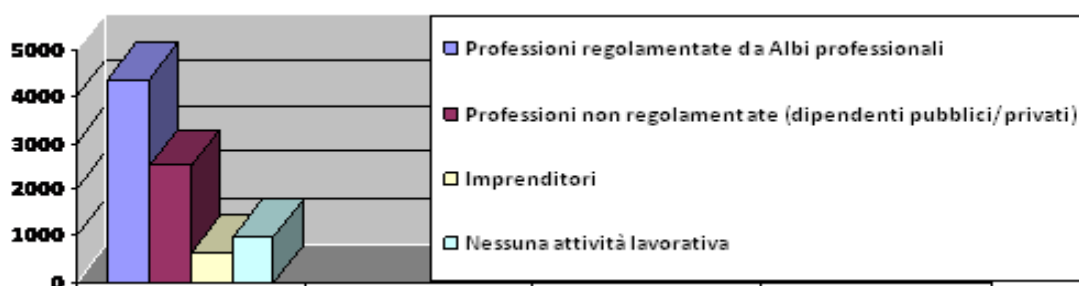 5000
4000
3000
2000
1000
0
Professioni regolamentate da Albi professionali
Professioni non regolamentate (dipendenti pubblici/privati)
Imprenditori
Nessuna attività lavorativa